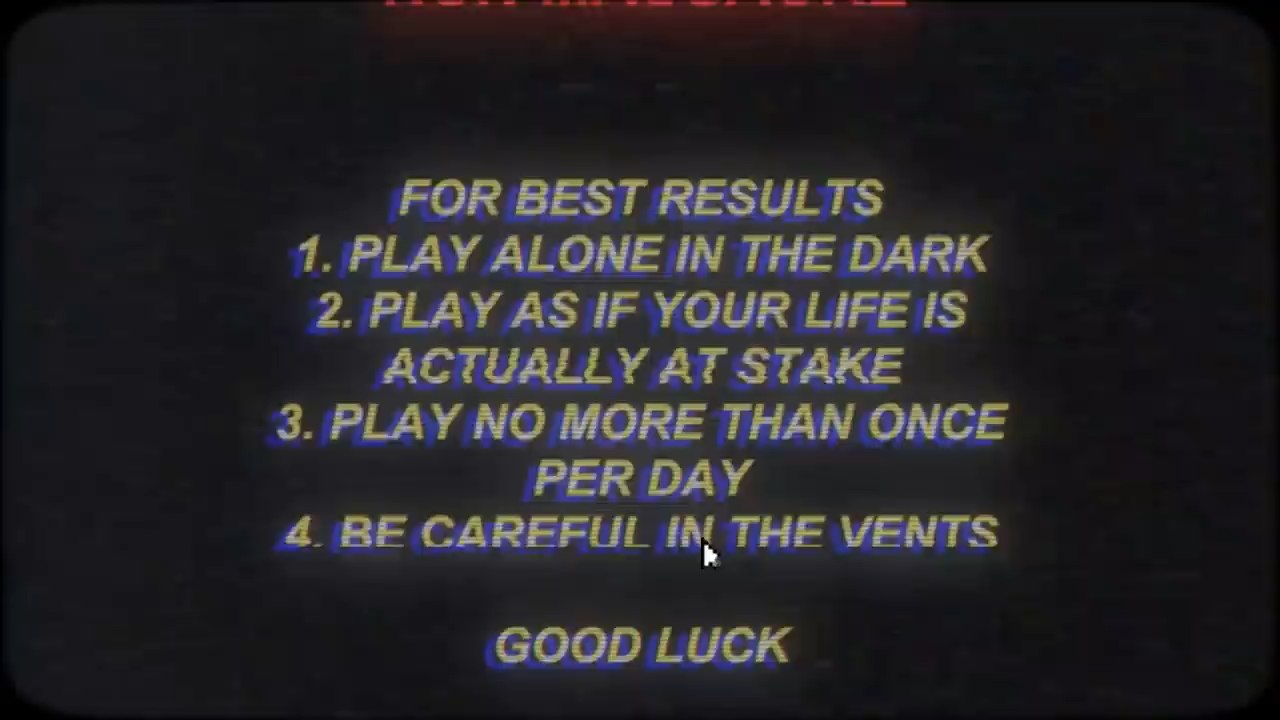 FOR BEST RESULTS
1. PLAY ALONE IN THE DARK
2. PLAY AS IF YOUR LIFE IS
ACTUALLY AT STAKE
3. PLAY NO MORE THAN ONCE
PER DAY
4. BE CAREFUL IN THE VENTS
GOOD LUCK